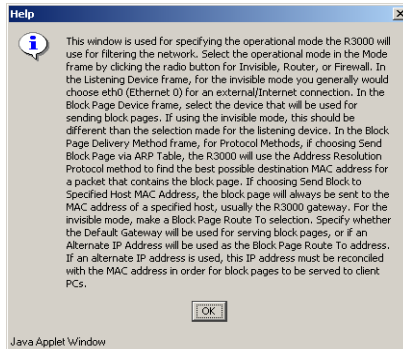 Help
This window is used for specifying the operational mode the R3000 will
use for filtering the network. Select the operational mode in the Mode
frame by clicking the radio button for Invisible, Router, or Firewall. In
the Listening Device frame, for the invisible mode you generally would
choose eth0 (Ethernet 0) for an external/Internet connection. In the
Block Page Device frame, select the device that will be used for
sending block pages. If using the invisible mode, this should be
different than the selection made for the listening device. In the Block
Page Delivery Method frame, for Protocol Methods, if choosing Send
Block Page via ARP Table, the R3000 will use the Address Resolution
Protocol method to find the best possible destination MAC address for
a packet that contains the block page. If choosing Send Block to
Specified Host MAC Address, the block page will always be sent to the
MAC address of a specified host, usually the R3000 gateway. For the
invisible mode, make a Block Page Route To selection. Specify whether
the Default Gateway will be used for serving block pages, or if an
Alternate IP Address will be used as the Block Page Route To address.
If an alternate IP address is used, this IP address must be reconciled
with the MAC address in order for block pages to be served to client
PCs.
OK
Java Applet Window